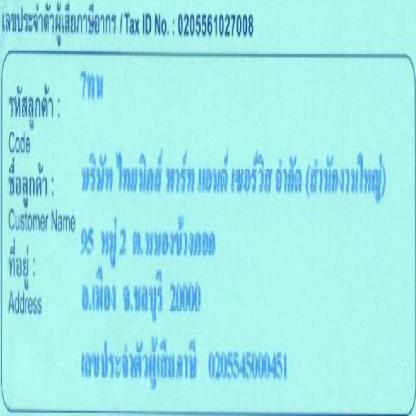 เลขประจำตัวผู้เสียภาษีอากร / Tax ID No. : 0205561027008
รหัสลูกค้า : 7ทน
Code
ชื่อลูกค้า : บริษัท ไทยนิคส์ พาร์ท แอนด์ เซอร์วิส จำกัด (สำนักงานใหญ่)
Customer Name
95 หมู่ 2 ต.หนองข้างคอก
ที่อยู่ :
Address อ.เมือง จ.ชลบุรี 20000
เลขประจำตัวผู้เสียภาษี 0205545000451